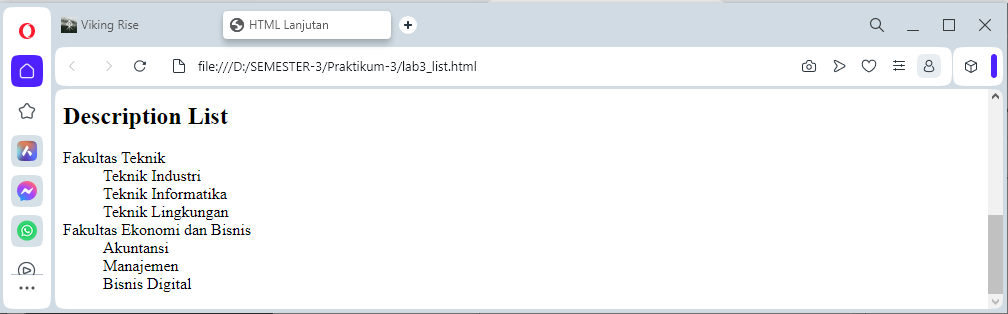 Viking Rise
HTML Lanjutan
file:///D:/SEMESTER-3/Praktikum-3/lab3_list.html
Description List
Fakultas Teknik
Teknik Industri
Teknik Informatika
Teknik Lingkungan
Fakultas Ekonomi dan Bisnis
Akuntansi
Manajemen
Bisnis Digital